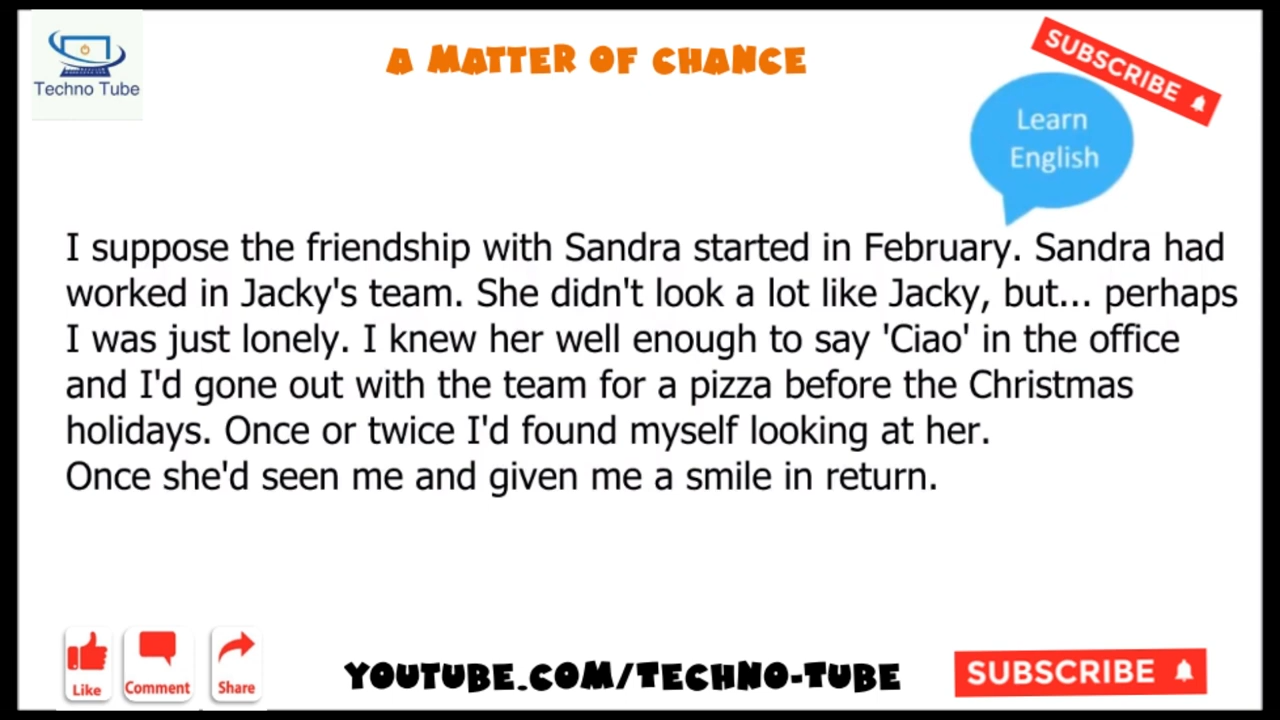 A MATTER OF CHANCE
SUBSCRIBE
Techno Tube
Learn
English
I suppose the friendship with Sandra started in February. Sandra had
worked in Jacky's team. She didn't look a lot like Jacky, but... perhaps
I was just lonely. I knew her well enough to say 'Ciao' in the office
and I'd gone out with the team for a pizza before the Christmas
holidays. Once or twice I'd found myself looking at her.
Once she'd seen me and given me a smile in return.
Like
Comment
Share
YOUTUBE.COM/TECHNO-TUBE
SUBSCRIBE